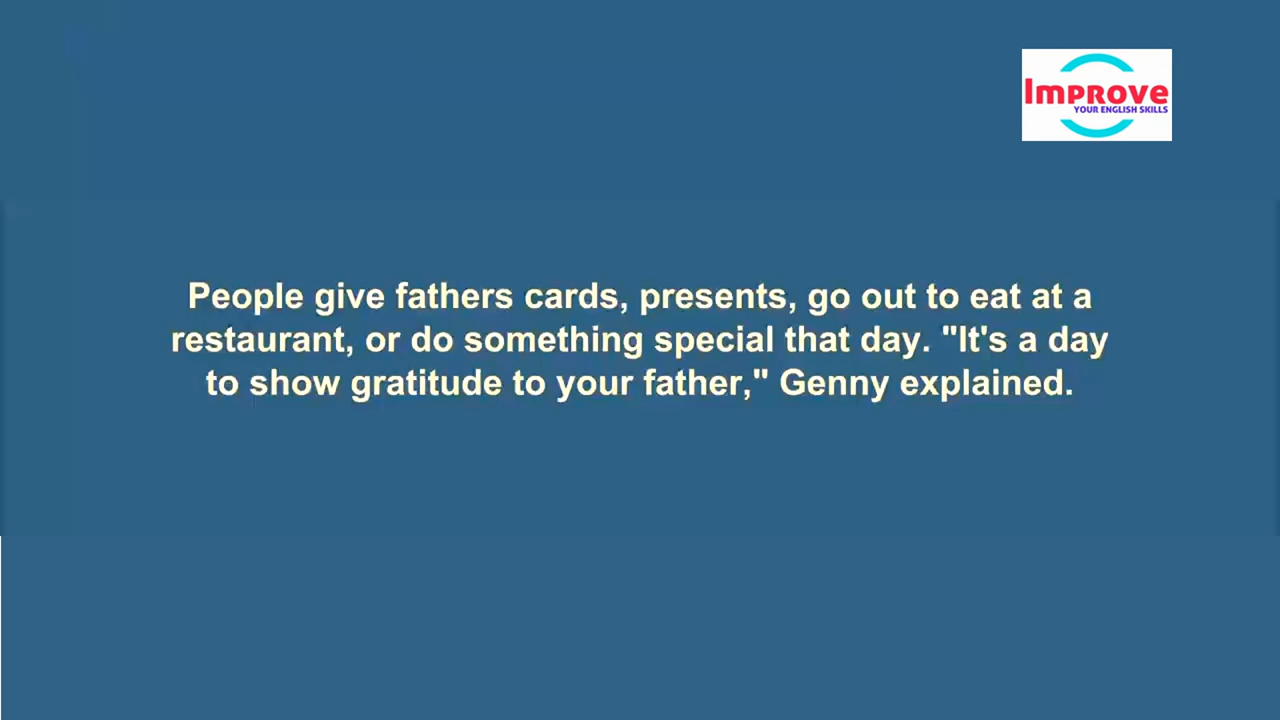 Improve
YOUR ENGLISH SKILLS
People give fathers cards, presents, go out to eat at a
restaurant, or do something special that day. "It's a day
to show gratitude to your father," Genny explained.